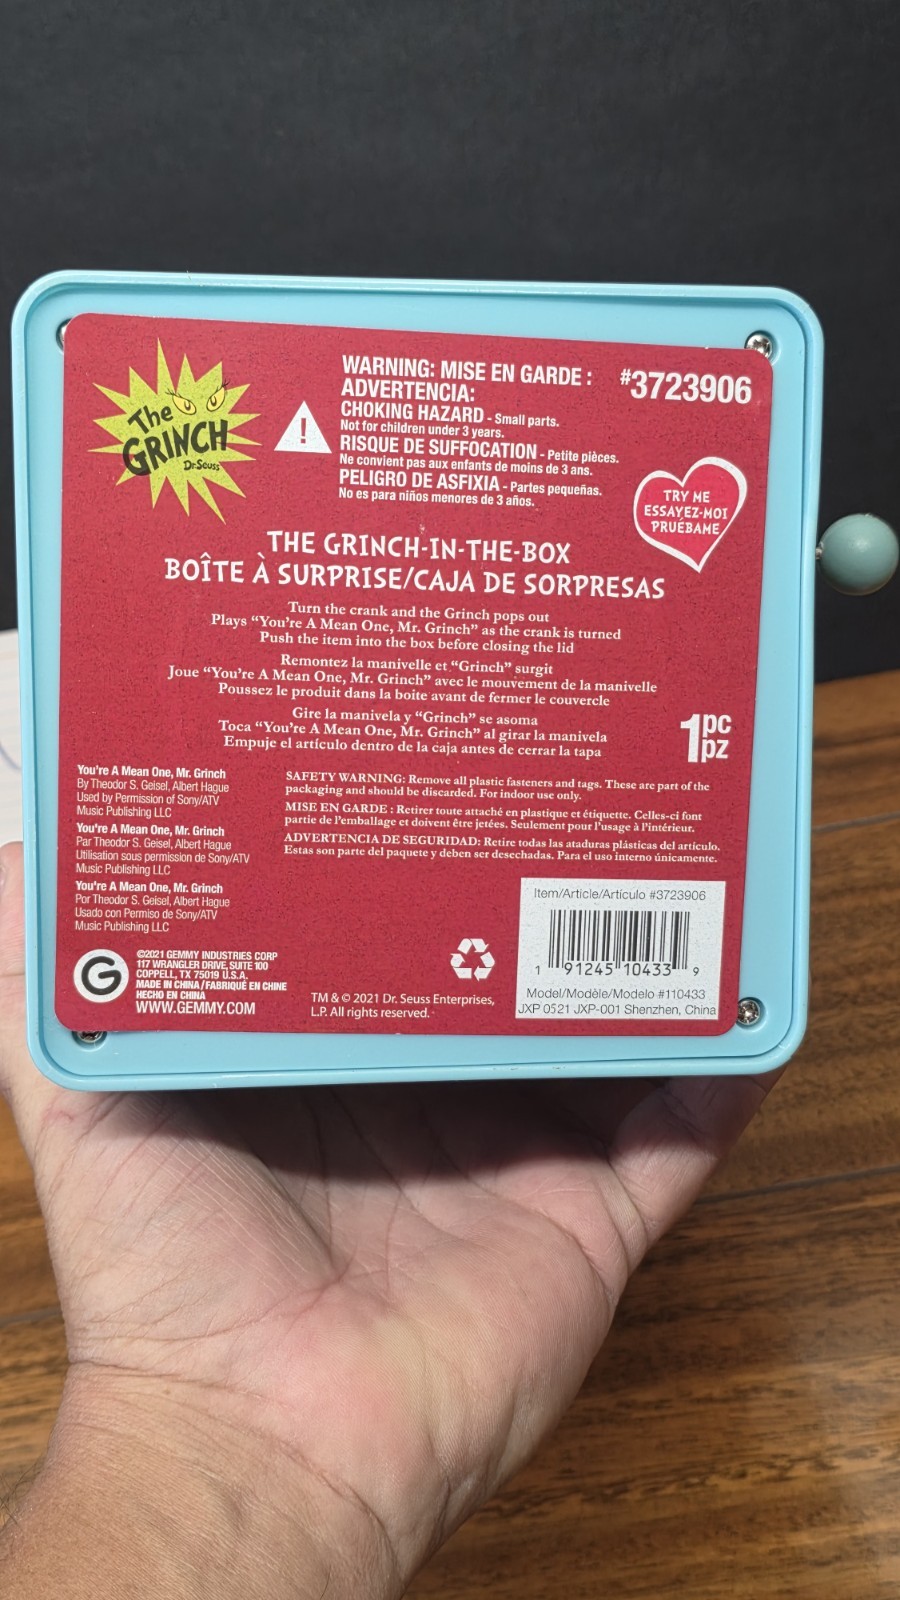 The
GRINCH
Dr. Seuss
WARNING: MISE EN GARDE :
ADVERTENCIA:
CHOKING HAZARD - Small parts.
Not for children under 3 years.
RISQUE DE SUFFOCATION - Petite pièces.
Ne convient pas aux enfants de moins de 3 ans.
PELIGRO DE ASFIXIA - Partes pequeñas.
No es para niños menores de 3 años.
#3723906
TRY ME
ESSAYEZ-MOI
PRUÉBAME
THE GRINCH-IN-THE-BOX
BOÎTE À SURPRISE/CAJA DE SORPRESAS
Turn the crank and the Grinch pops out
Plays “You're A Mean One, Mr. Grinch” as the crank is turned
Push the item into the box before closing the lid
Remontez la manivelle et “Grinch” surgit
Joue “You're A Mean One, Mr. Grinch” avec le mouvement de la manivelle
Poussez le produit dans la boite avant de fermer le couvercle
Gire la manivela y “Grinch” se asoma
Toca “You're A Mean One, Mr. Grinch” al girar la manivela
Empuje el artículo dentro de la caja antes de cerrar la tapa
1 pc
pz
You're A Mean One, Mr. Grinch
By Theodor S. Geisel, Albert Hague
Used by Permission of Sony/ATV
Music Publishing LLC
You're A Mean One, Mr. Grinch
Par Theodor S. Geisel, Albert Hague
Utilisation sous permission de Sony/ATV
Music Publishing LLC
You're A Mean One, Mr. Grinch
Por Theodor S. Geisel, Albert Hague
Usado con Permiso de Sony/ATV
Music Publishing LLC
SAFETY WARNING: Remove all plastic fasteners and tags. These are part of the
packaging and should be discarded. For indoor use only.
MISE EN GARDE : Retirer toute attaché en plastique et étiquette. Celles-ci font
partie de l'emballage et doivent être jetées. Seulement pour l'usage à l'intérieur.
ADVERTENCIA DE SEGURIDAD: Retire todas las ataduras plásticas del artículo.
Estas son parte del paquete y deben ser desechadas. Para el uso interno únicamente.
G
©2021 GEMMY INDUSTRIES CORP
117 WRANGLER DRIVE, SUITE 100
COPPELL, TX 75019 U.S.A.
MADE IN CHINA / FABRIQUÉ EN CHINE
HECHO EN CHINA
WWW.GEMMY.COM
TM & © 2021 Dr. Seuss Enterprises,
L.P. All rights reserved.
Item/Article/Artículo #3723906
1 91245 10433 9
Model/Modèle/Modelo #110433
JXP 0521 JXP-001 Shenzhen, China